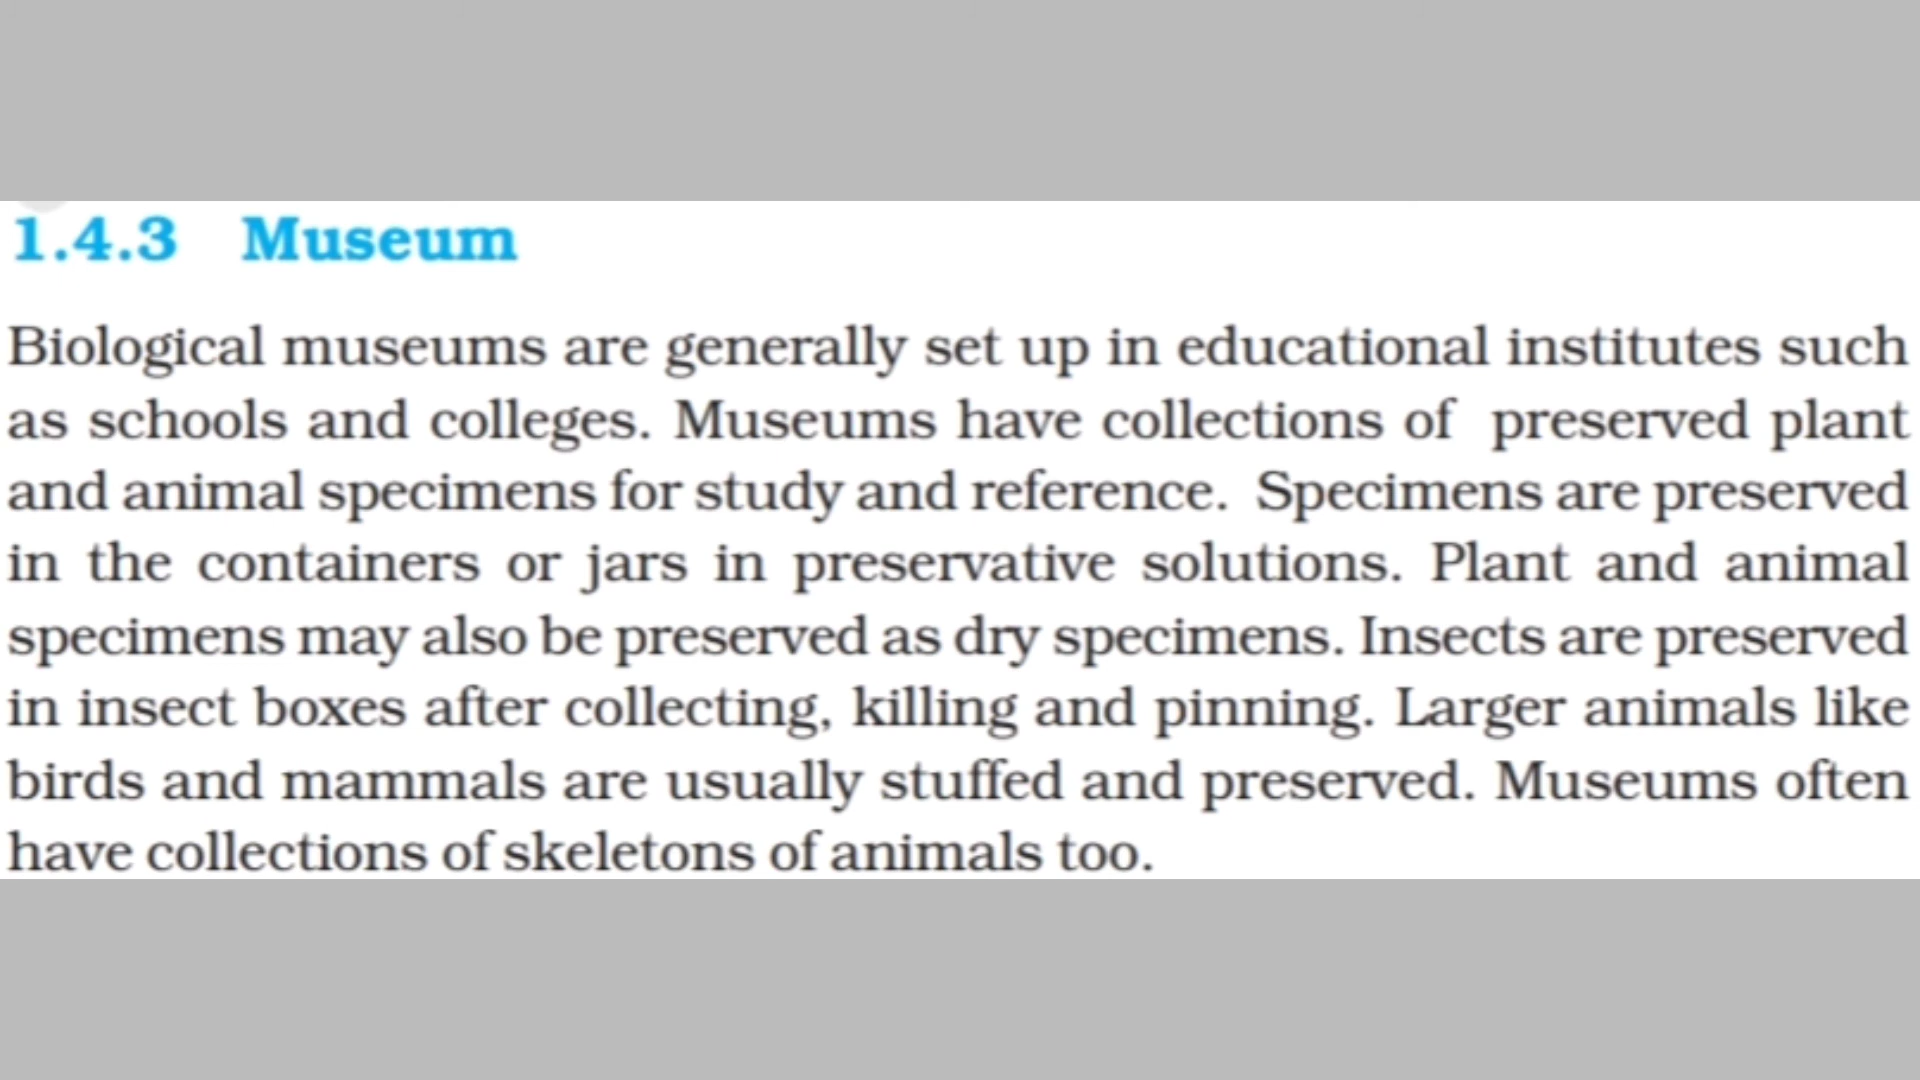 1.4.3 Museum
Biological museums are generally set up in educational institutes such
as schools and colleges. Museums have collections of preserved plant
and animal specimens for study and reference. Specimens are preserved
in the containers or jars in preservative solutions. Plant and animal
specimens may also be preserved as dry specimens. Insects are preserved
in insect boxes after collecting, killing and pinning. Larger animals like
birds and mammals are usually stuffed and preserved. Museums often
have collections of skeletons of animals too.